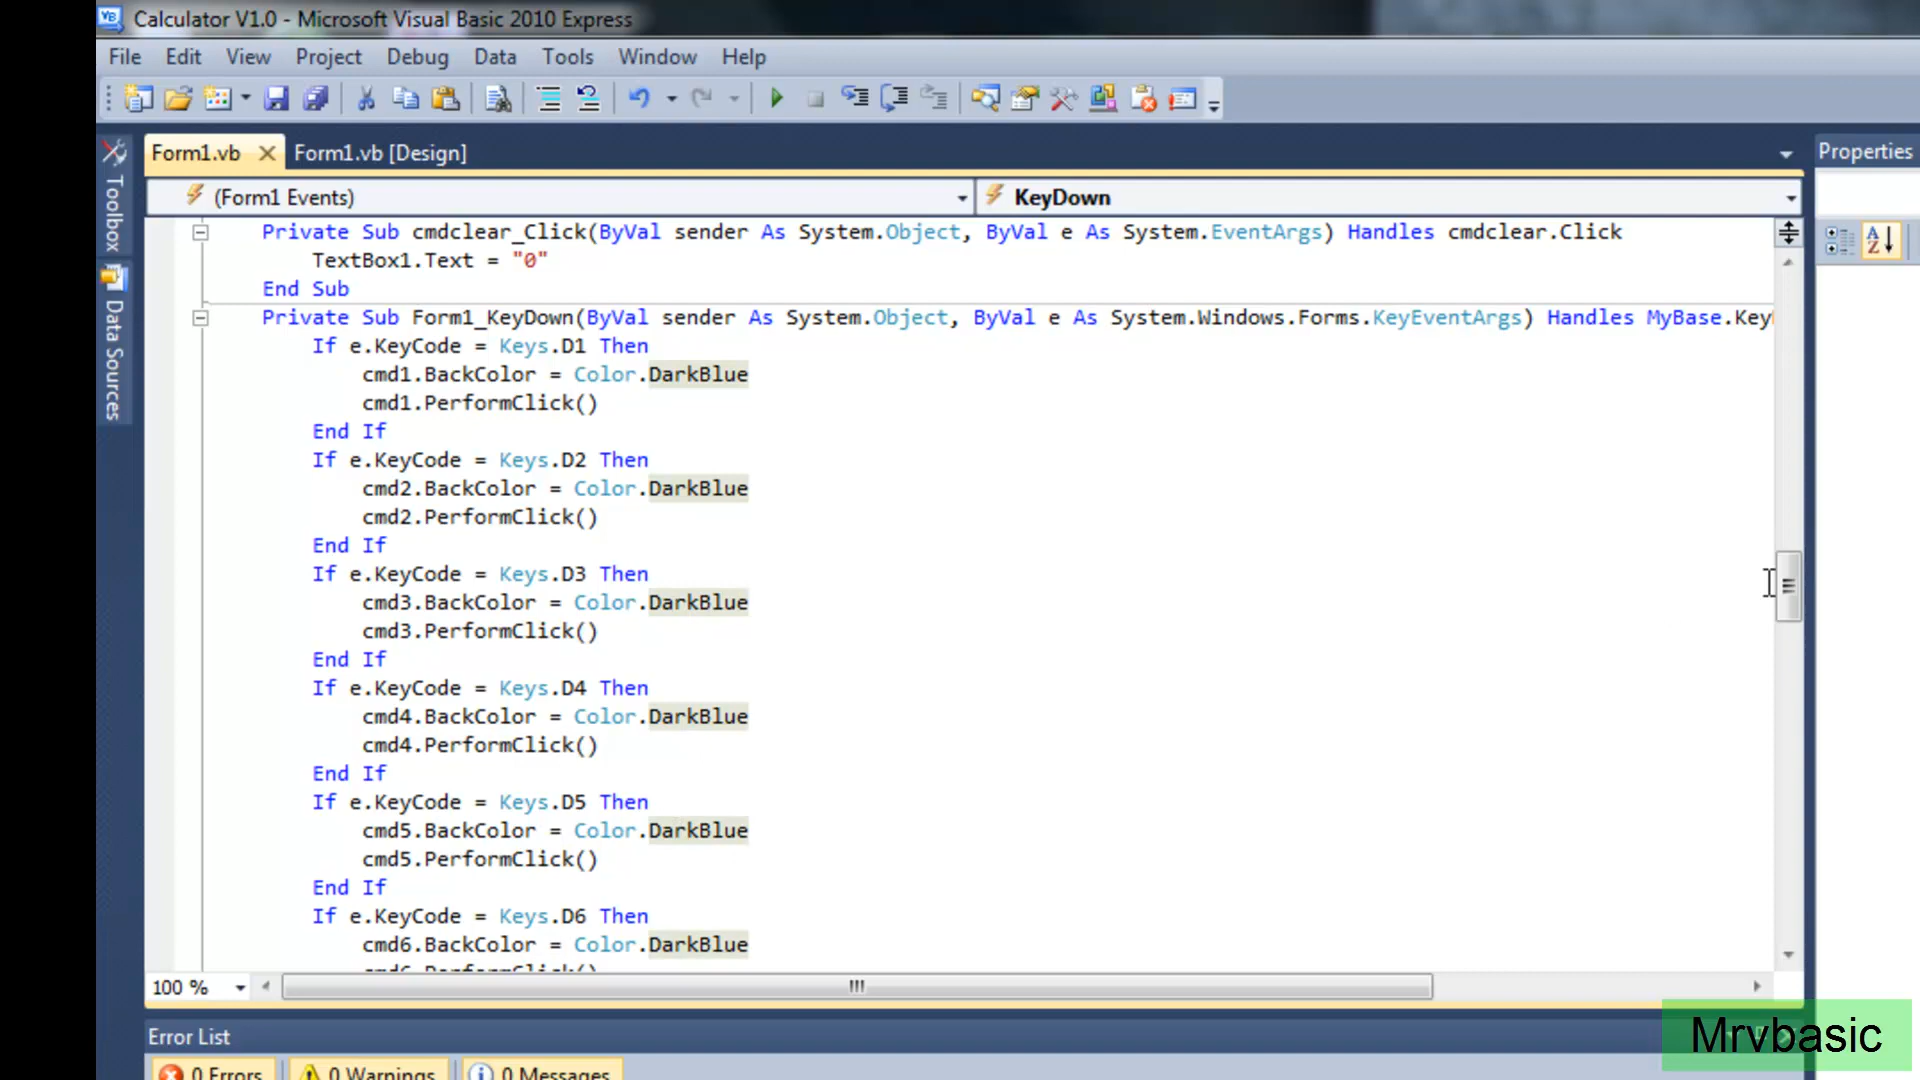 Calculator V1.0 - Microsoft Visual Basic 2010 Express
File Edit View Project Debug Data Tools Window Help
Form1.vb Form1.vb [Design]
Properties
Toolbox
Data Sources
(Form1 Events) KeyDown
Private Sub cmdclear_Click(ByVal sender As System.Object, ByVal e As System.EventArgs) Handles cmdclear.Click
TextBox1.Text = "0"
End Sub
Private Sub Form1_KeyDown(ByVal sender As System.Object, ByVal e As System.Windows.Forms.KeyEventArgs) Handles MyBase.Key
If e.KeyCode = Keys.D1 Then
cmd1.BackColor = Color.DarkBlue
cmd1.PerformClick()
End If
If e.KeyCode = Keys.D2 Then
cmd2.BackColor = Color.DarkBlue
cmd2.PerformClick()
End If
If e.KeyCode = Keys.D3 Then
cmd3.BackColor = Color.DarkBlue
cmd3.PerformClick()
End If
If e.KeyCode = Keys.D4 Then
cmd4.BackColor = Color.DarkBlue
cmd4.PerformClick()
End If
If e.KeyCode = Keys.D5 Then
cmd5.BackColor = Color.DarkBlue
cmd5.PerformClick()
End If
If e.KeyCode = Keys.D6 Then
cmd6.BackColor = Color.DarkBlue
cmd6.PerformClick()
100 %
Error List
0 Errors 0 Warnings 0 Messages
Mrvbasic